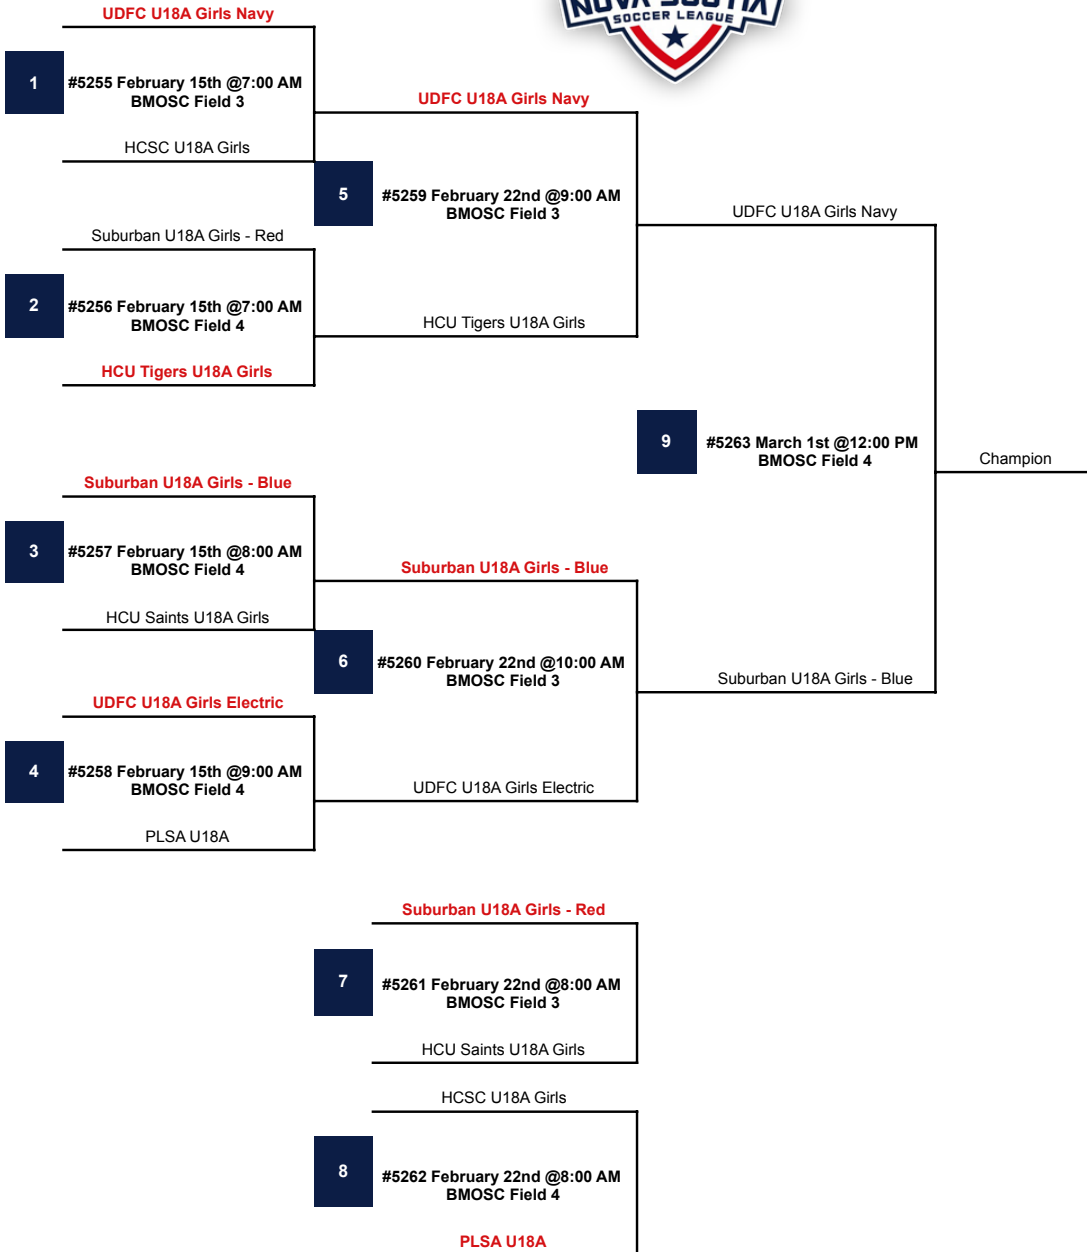 NOVA SCOTIA
SOCCER LEAGUE
UDFC U18A Girls Navy
1
#5255 February 15th @7:00 AM
BMOSC Field 3
HCSC U18A Girls
UDFC U18A Girls Navy
5
#5259 February 22nd @9:00 AM
BMOSC Field 3
UDFC U18A Girls Navy
Suburban U18A Girls - Red
2
#5256 February 15th @7:00 AM
BMOSC Field 4
HCU Tigers U18A Girls
HCU Tigers U18A Girls
9
#5263 March 1st @12:00 PM
BMOSC Field 4
Champion
Suburban U18A Girls - Blue
3
#5257 February 15th @8:00 AM
BMOSC Field 4
HCU Saints U18A Girls
Suburban U18A Girls - Blue
6
#5260 February 22nd @10:00 AM
BMOSC Field 3
Suburban U18A Girls - Blue
UDFC U18A Girls Electric
4
#5258 February 15th @9:00 AM
BMOSC Field 4
UDFC U18A Girls Electric
PLSA U18A
Suburban U18A Girls - Red
7
#5261 February 22nd @8:00 AM
BMOSC Field 3
HCU Saints U18A Girls
HCSC U18A Girls
8
#5262 February 22nd @8:00 AM
BMOSC Field 4
PLSA U18A